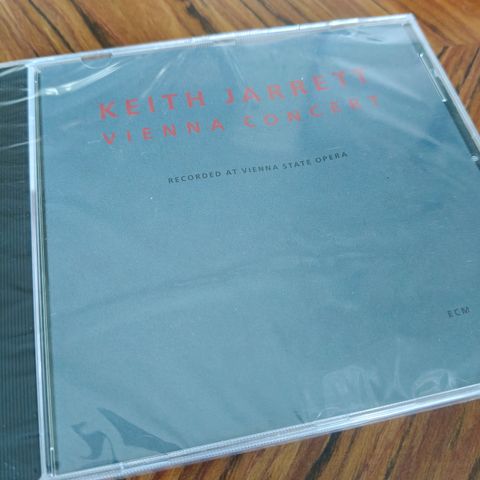 KEITH JARRETT
VIENNA CONCERT
RECORDED AT VIENNA STATE OPERA
ECM